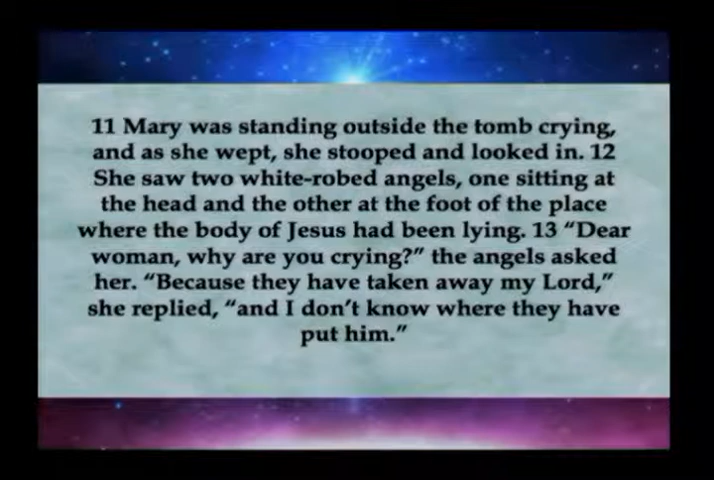 11 Mary was standing outside the tomb crying,
and as she wept, she stooped and looked in. 12
She saw two white-robed angels, one sitting at
the head and the other at the foot of the place
where the body of Jesus had been lying. 13 “Dear
woman, why are you crying?” the angels asked
her. “Because they have taken away my Lord,”
she replied, “and I don’t know where they have
put him.”